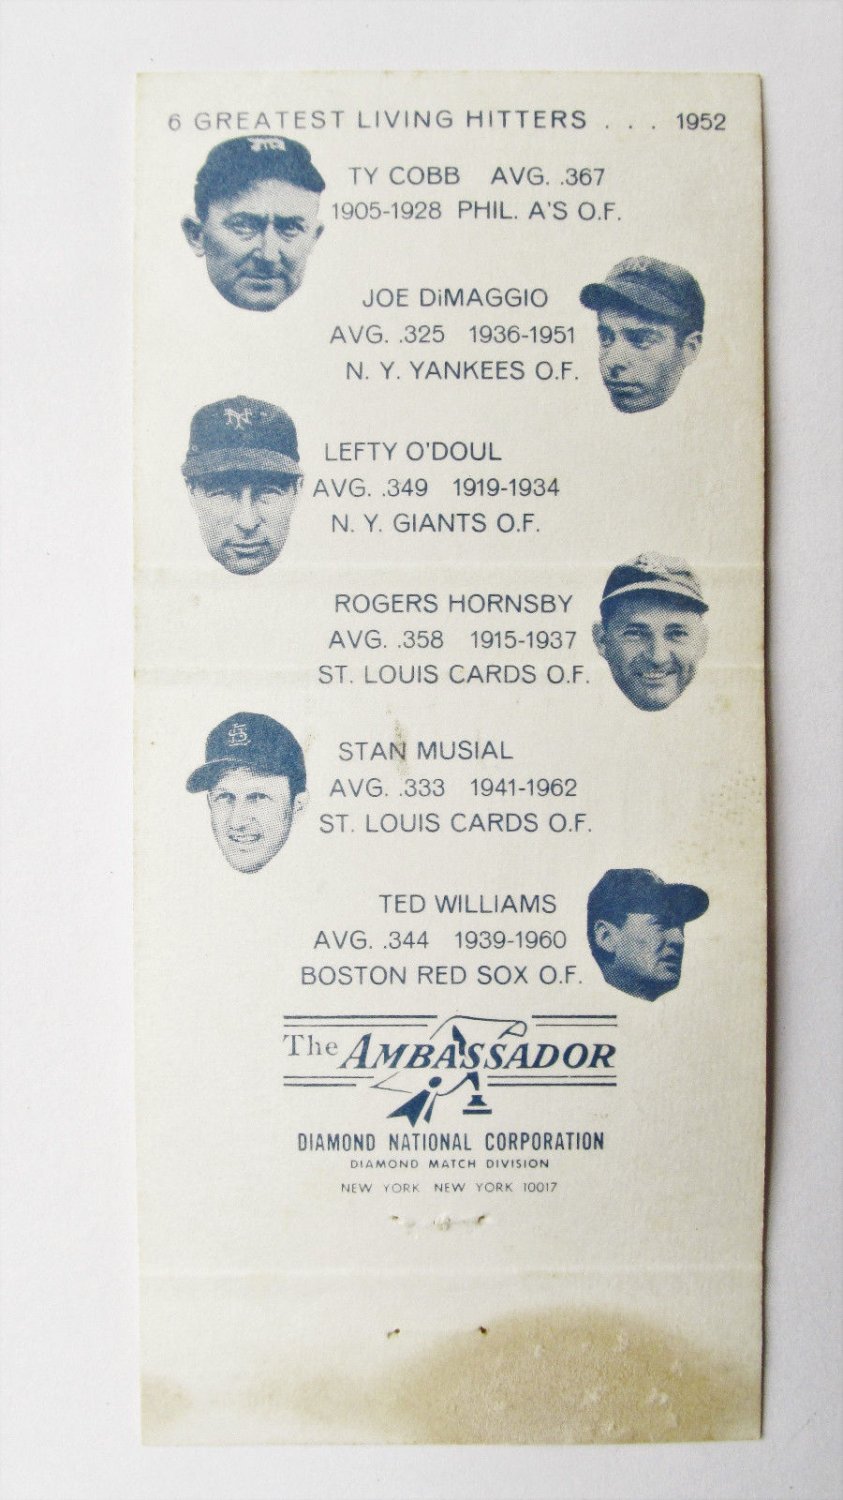 6 GREATEST LIVING HITTERS . . . 1952
TY COBB AVG. .367
1905-1928 PHIL. A'S O.F.
JOE DiMAGGIO
AVG. .325 1936-1951
N. Y. YANKEES O.F.
NY
LEFTY O'DOUL
AVG. .349 1919-1934
N. Y. GIANTS O.F.
ROGERS HORNSBY
AVG. .358 1915-1937
ST. LOUIS CARDS O.F.
STL
STAN MUSIAL
AVG. .333 1941-1962
ST. LOUIS CARDS O.F.
TED WILLIAMS
AVG. .344 1939-1960
BOSTON RED SOX O.F.
The AMBASSADOR
DIAMOND NATIONAL CORPORATION
DIAMOND MATCH DIVISION
NEW YORK NEW YORK 10017